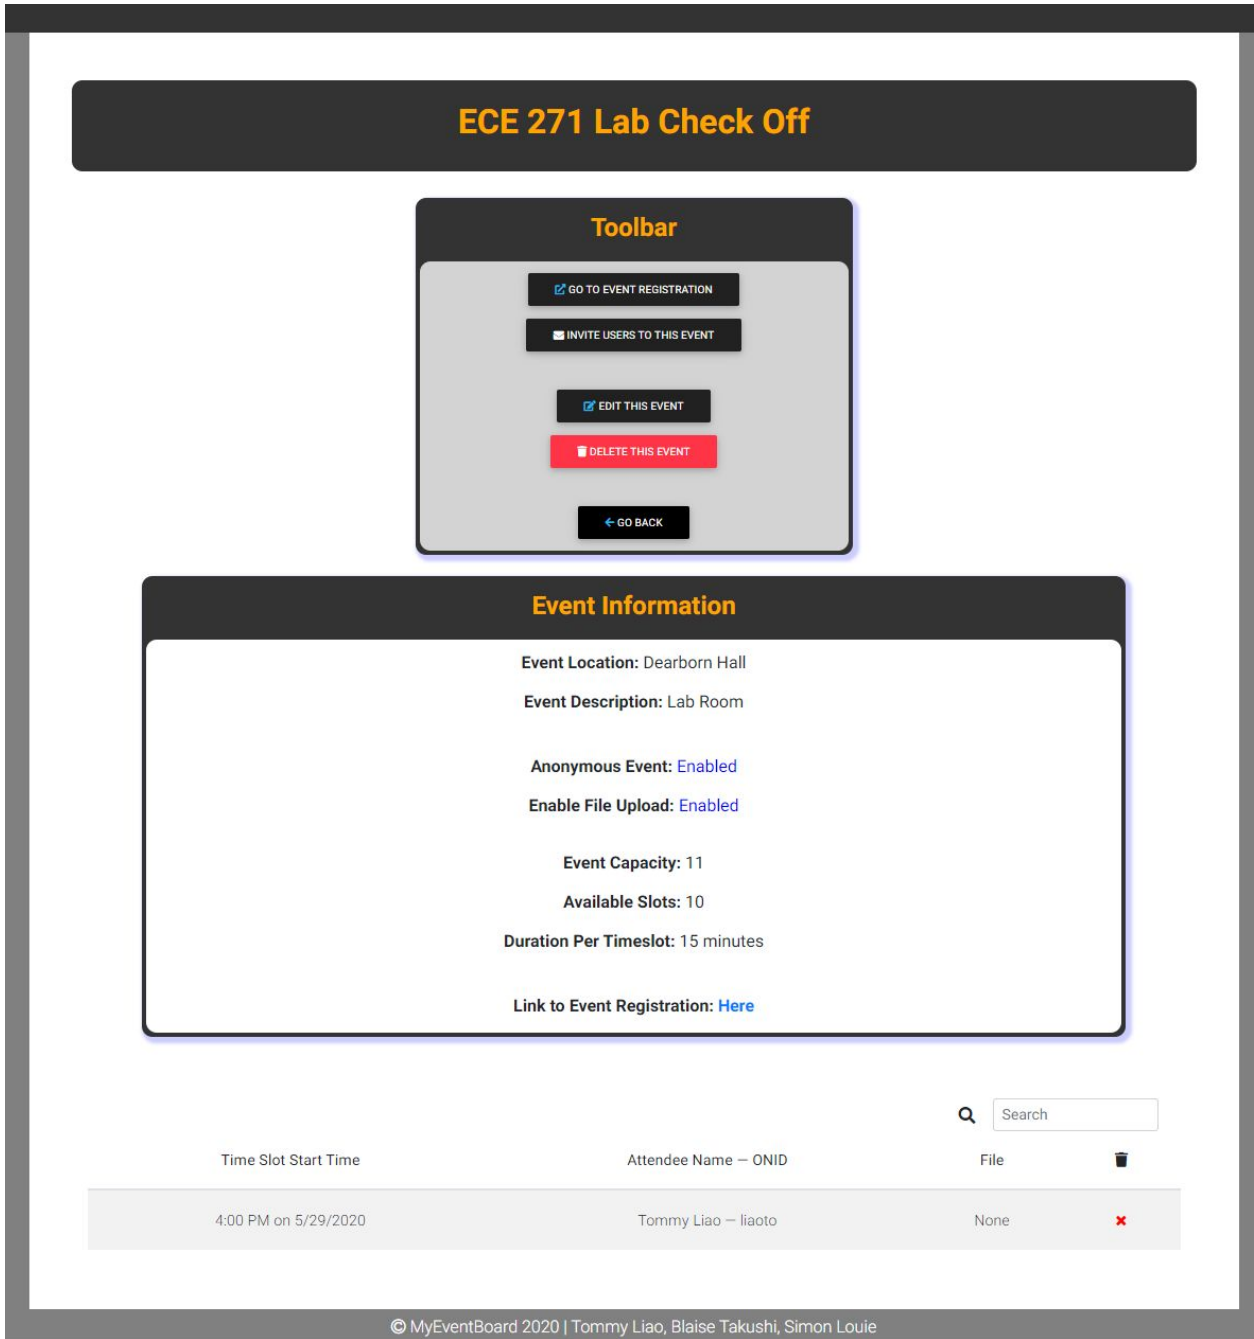 ECE 271 Lab Check Off
Toolbar
GO TO EVENT REGISTRATION
INVITE USERS TO THIS EVENT
EDIT THIS EVENT
DELETE THIS EVENT
GO BACK
Event Information
Event Location: Dearborn Hall
Event Description: Lab Room
Anonymous Event: Enabled
Enable File Upload: Enabled
Event Capacity: 11
Available Slots: 10
Duration Per Timeslot: 15 minutes
Link to Event Registration: Here
Search
Time Slot Start Time Attendee Name — ONID File
4:00 PM on 5/29/2020 Tommy Liao — liaoto None
© MyEventBoard 2020 | Tommy Liao, Blaise Takushi, Simon Louie